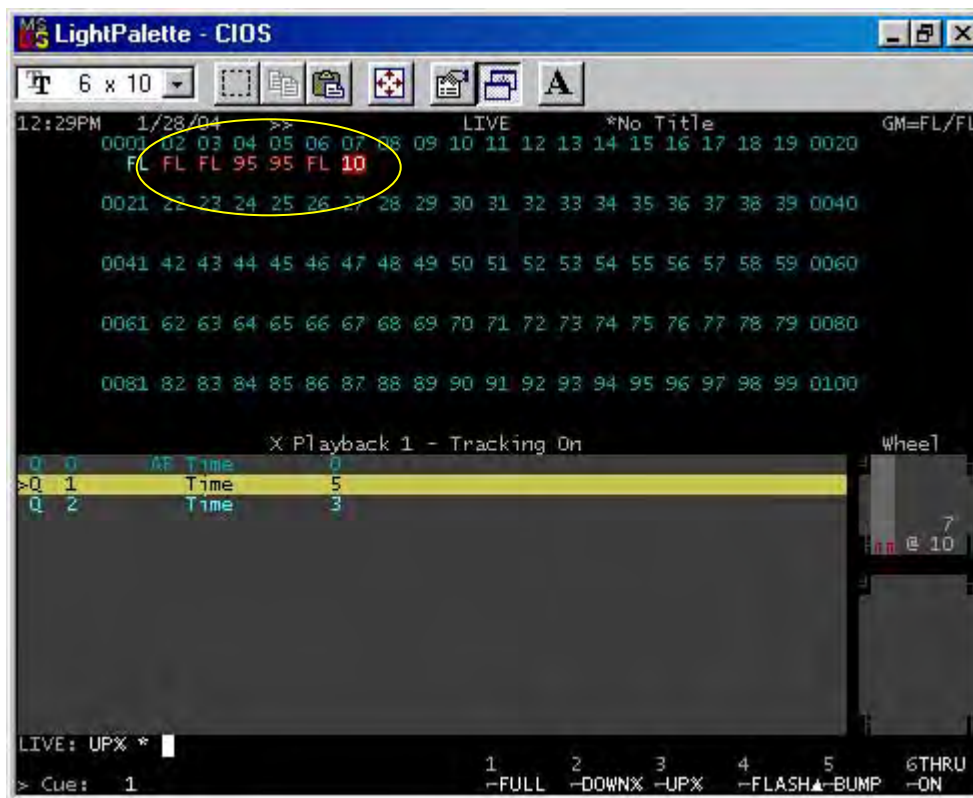 LightPalette - CIOS
6 x 10
A
12:29PM 1/28/04 >> LIVE *No Title GM=FL/FL
0001 02 03 04 05 06 07 08 09 10 11 12 13 14 15 16 17 18 19 0020
FL FL FL 95 95 FL 10
0021 22 23 24 25 26 27 28 29 30 31 32 33 34 35 36 37 38 39 0040
0041 42 43 44 45 46 47 48 49 50 51 52 53 54 55 56 57 58 59 0060
0061 62 63 64 65 66 67 68 69 70 71 72 73 74 75 76 77 78 79 0080
0081 82 83 84 85 86 87 88 89 90 91 92 93 94 95 96 97 98 99 0100
X Playback 1 - Tracking On Wheel
Q 0 Time 0
>Q 1 Time 5
Q 2 Time 3
7
@ 10
LIVE: UP% *
1 2 3 4 5 6THRU
> Cue: 1 FULL DOWN% UP% FLASH▲ BUMP ON